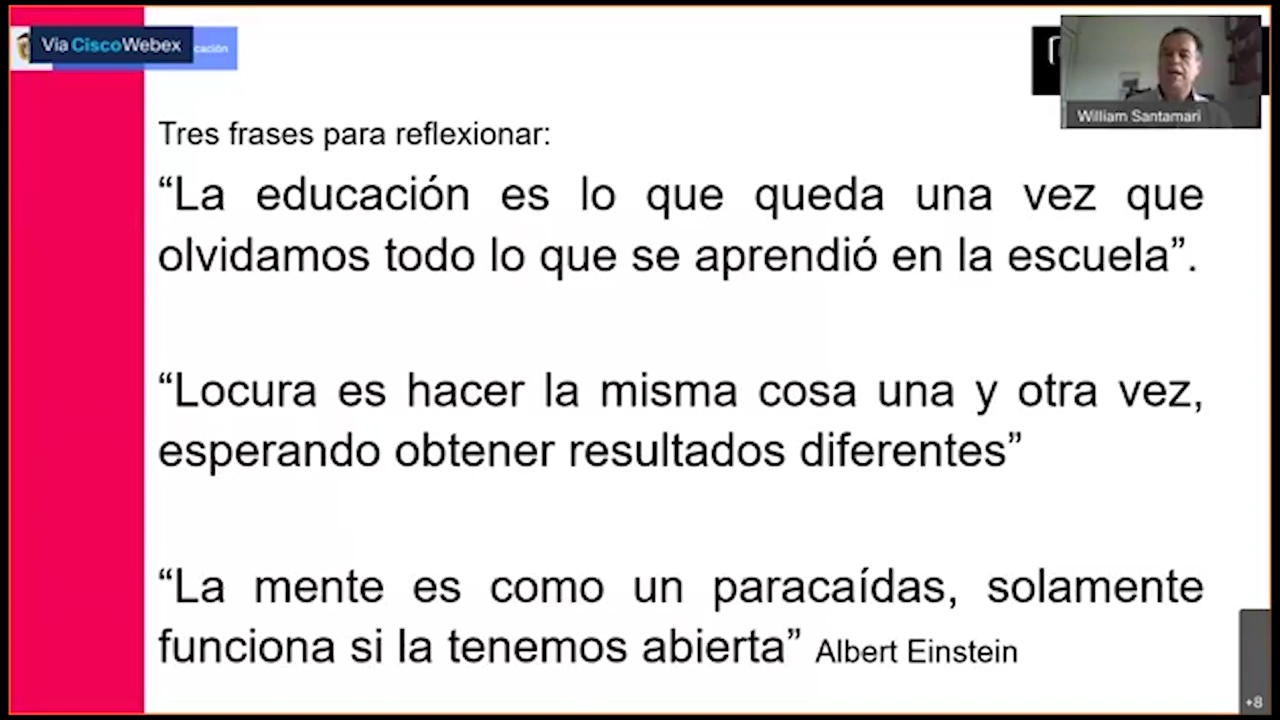 Vía CiscoWebex
cación
William Santamari
Tres frases para reflexionar:
“La educación es lo que queda una vez que
olvidamos todo lo que se aprendió en la escuela”.
“Locura es hacer la misma cosa una y otra vez,
esperando obtener resultados diferentes”
“La mente es como un paracaídas, solamente
funciona si la tenemos abierta” Albert Einstein
+8